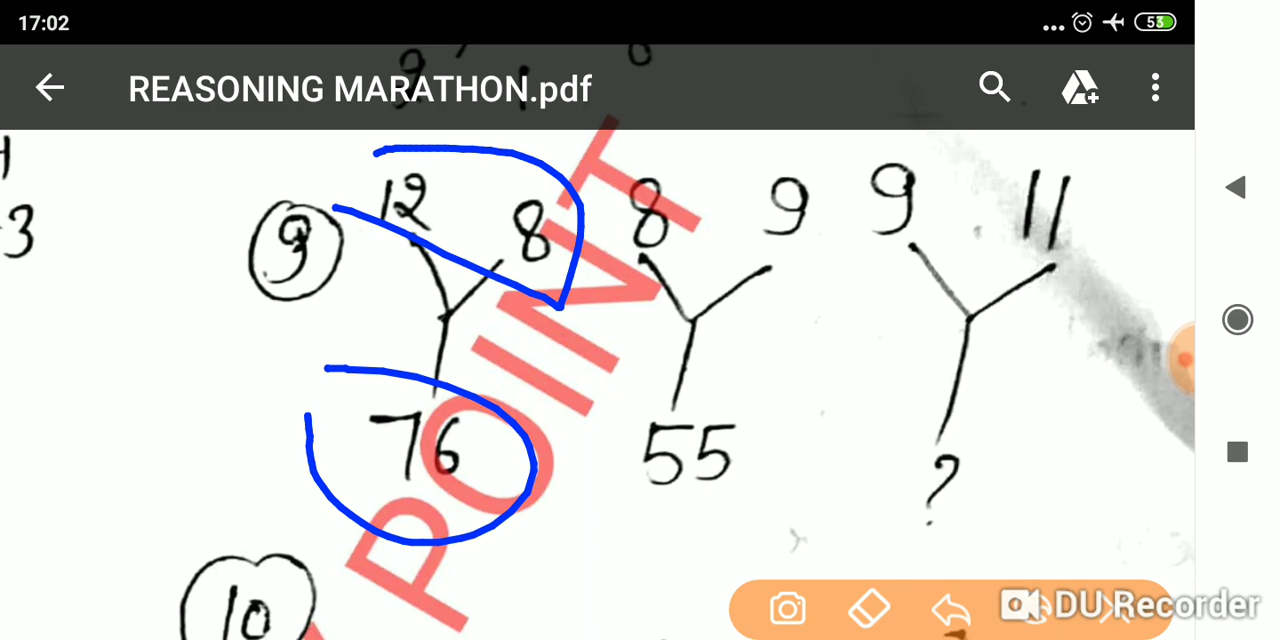 17:02
53
REASONING MARATHON.pdf
3
9 12 8 8 9 9 11
76 55 ?
POINT
10
DU Recorder